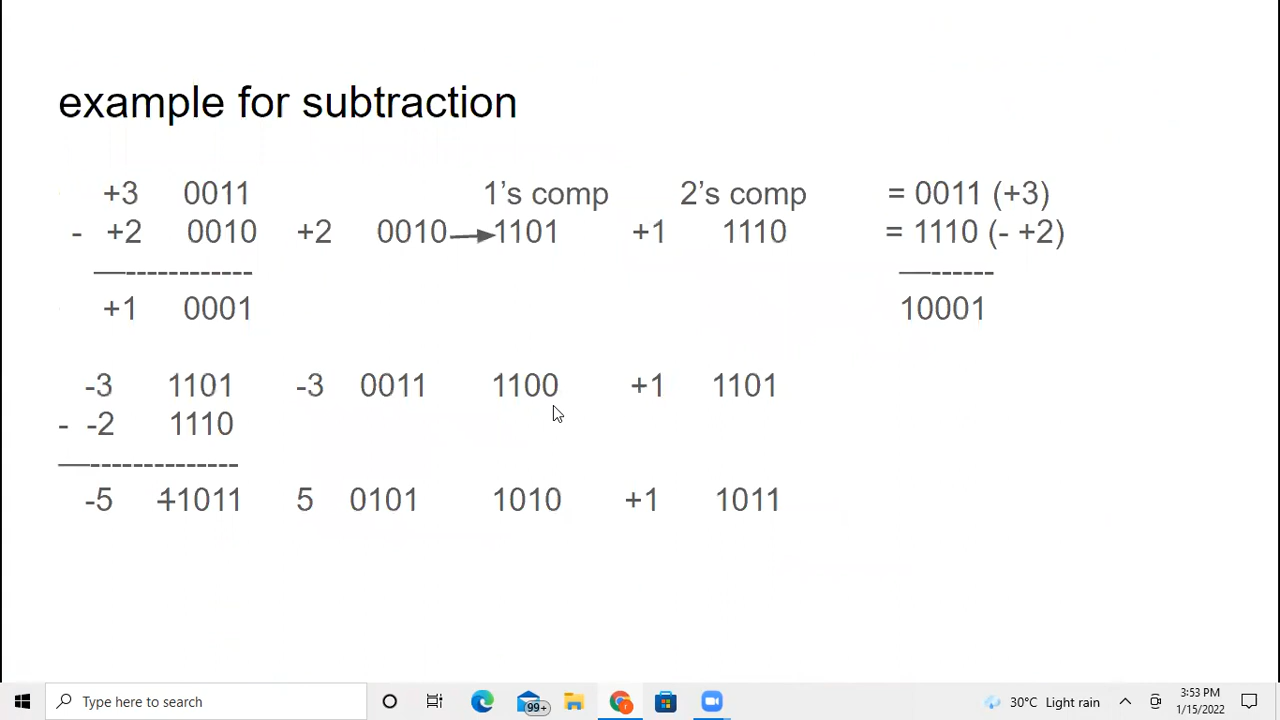 example for subtraction
+3 0011 1's comp 2's comp = 0011 (+3)
- +2 0010 +2 0010 1101 +1 1110 = 1110 (- +2)
—------------ —------
+1 0001 10001
-3 1101 -3 0011 1100 +1 1101
- -2 1110
—--------------
-5 11011 5 0101 1010 +1 1011
Type here to search
99+
30°C Light rain
3:53 PM
1/15/2022